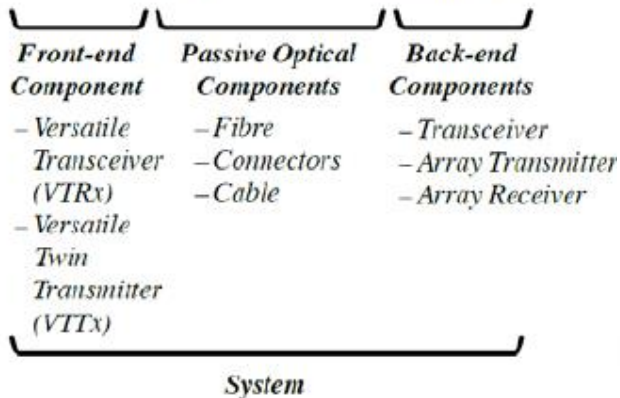 Front-end
Component
– Versatile
Transceiver
(VTRx)
– Versatile
Twin
Transmitter
(VTTx)
Passive Optical
Components
– Fibre
– Connectors
– Cable
Back-end
Components
– Transceiver
– Array Transmitter
– Array Receiver
System